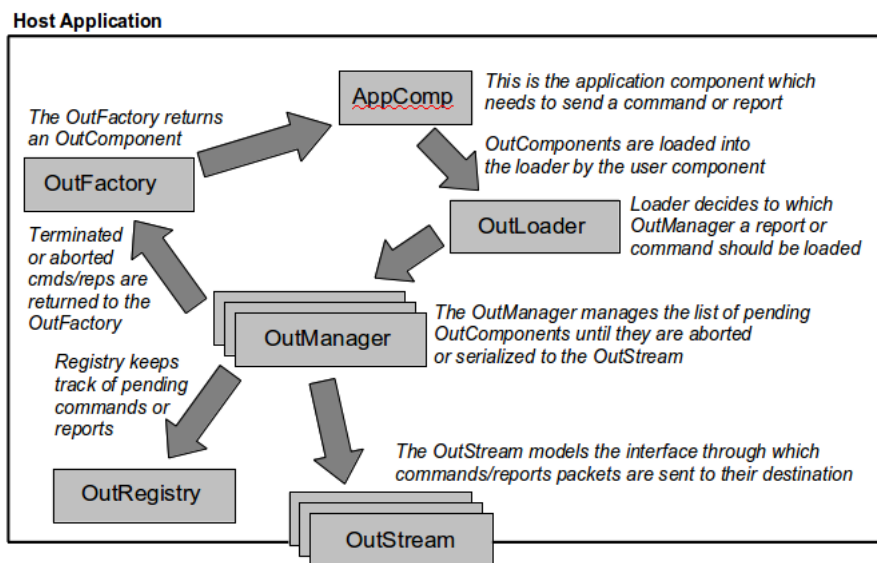 Host Application
AppComp
This is the application component which
needs to send a command or report
The OutFactory returns
an OutComponent
OutComponents are loaded into
the loader by the user component
OutFactory
OutLoader
Loader decides to which
OutManager a report or
command should be loaded
Terminated
or aborted
cmds/reps are
returned to the
OutFactory
OutManager
The OutManager manages the list of pending
OutComponents until they are aborted
or serialized to the OutStream
Registry keeps
track of pending
commands or
reports
The OutStream models the interface through which
commands/reports packets are sent to their destination
OutRegistry
OutStream